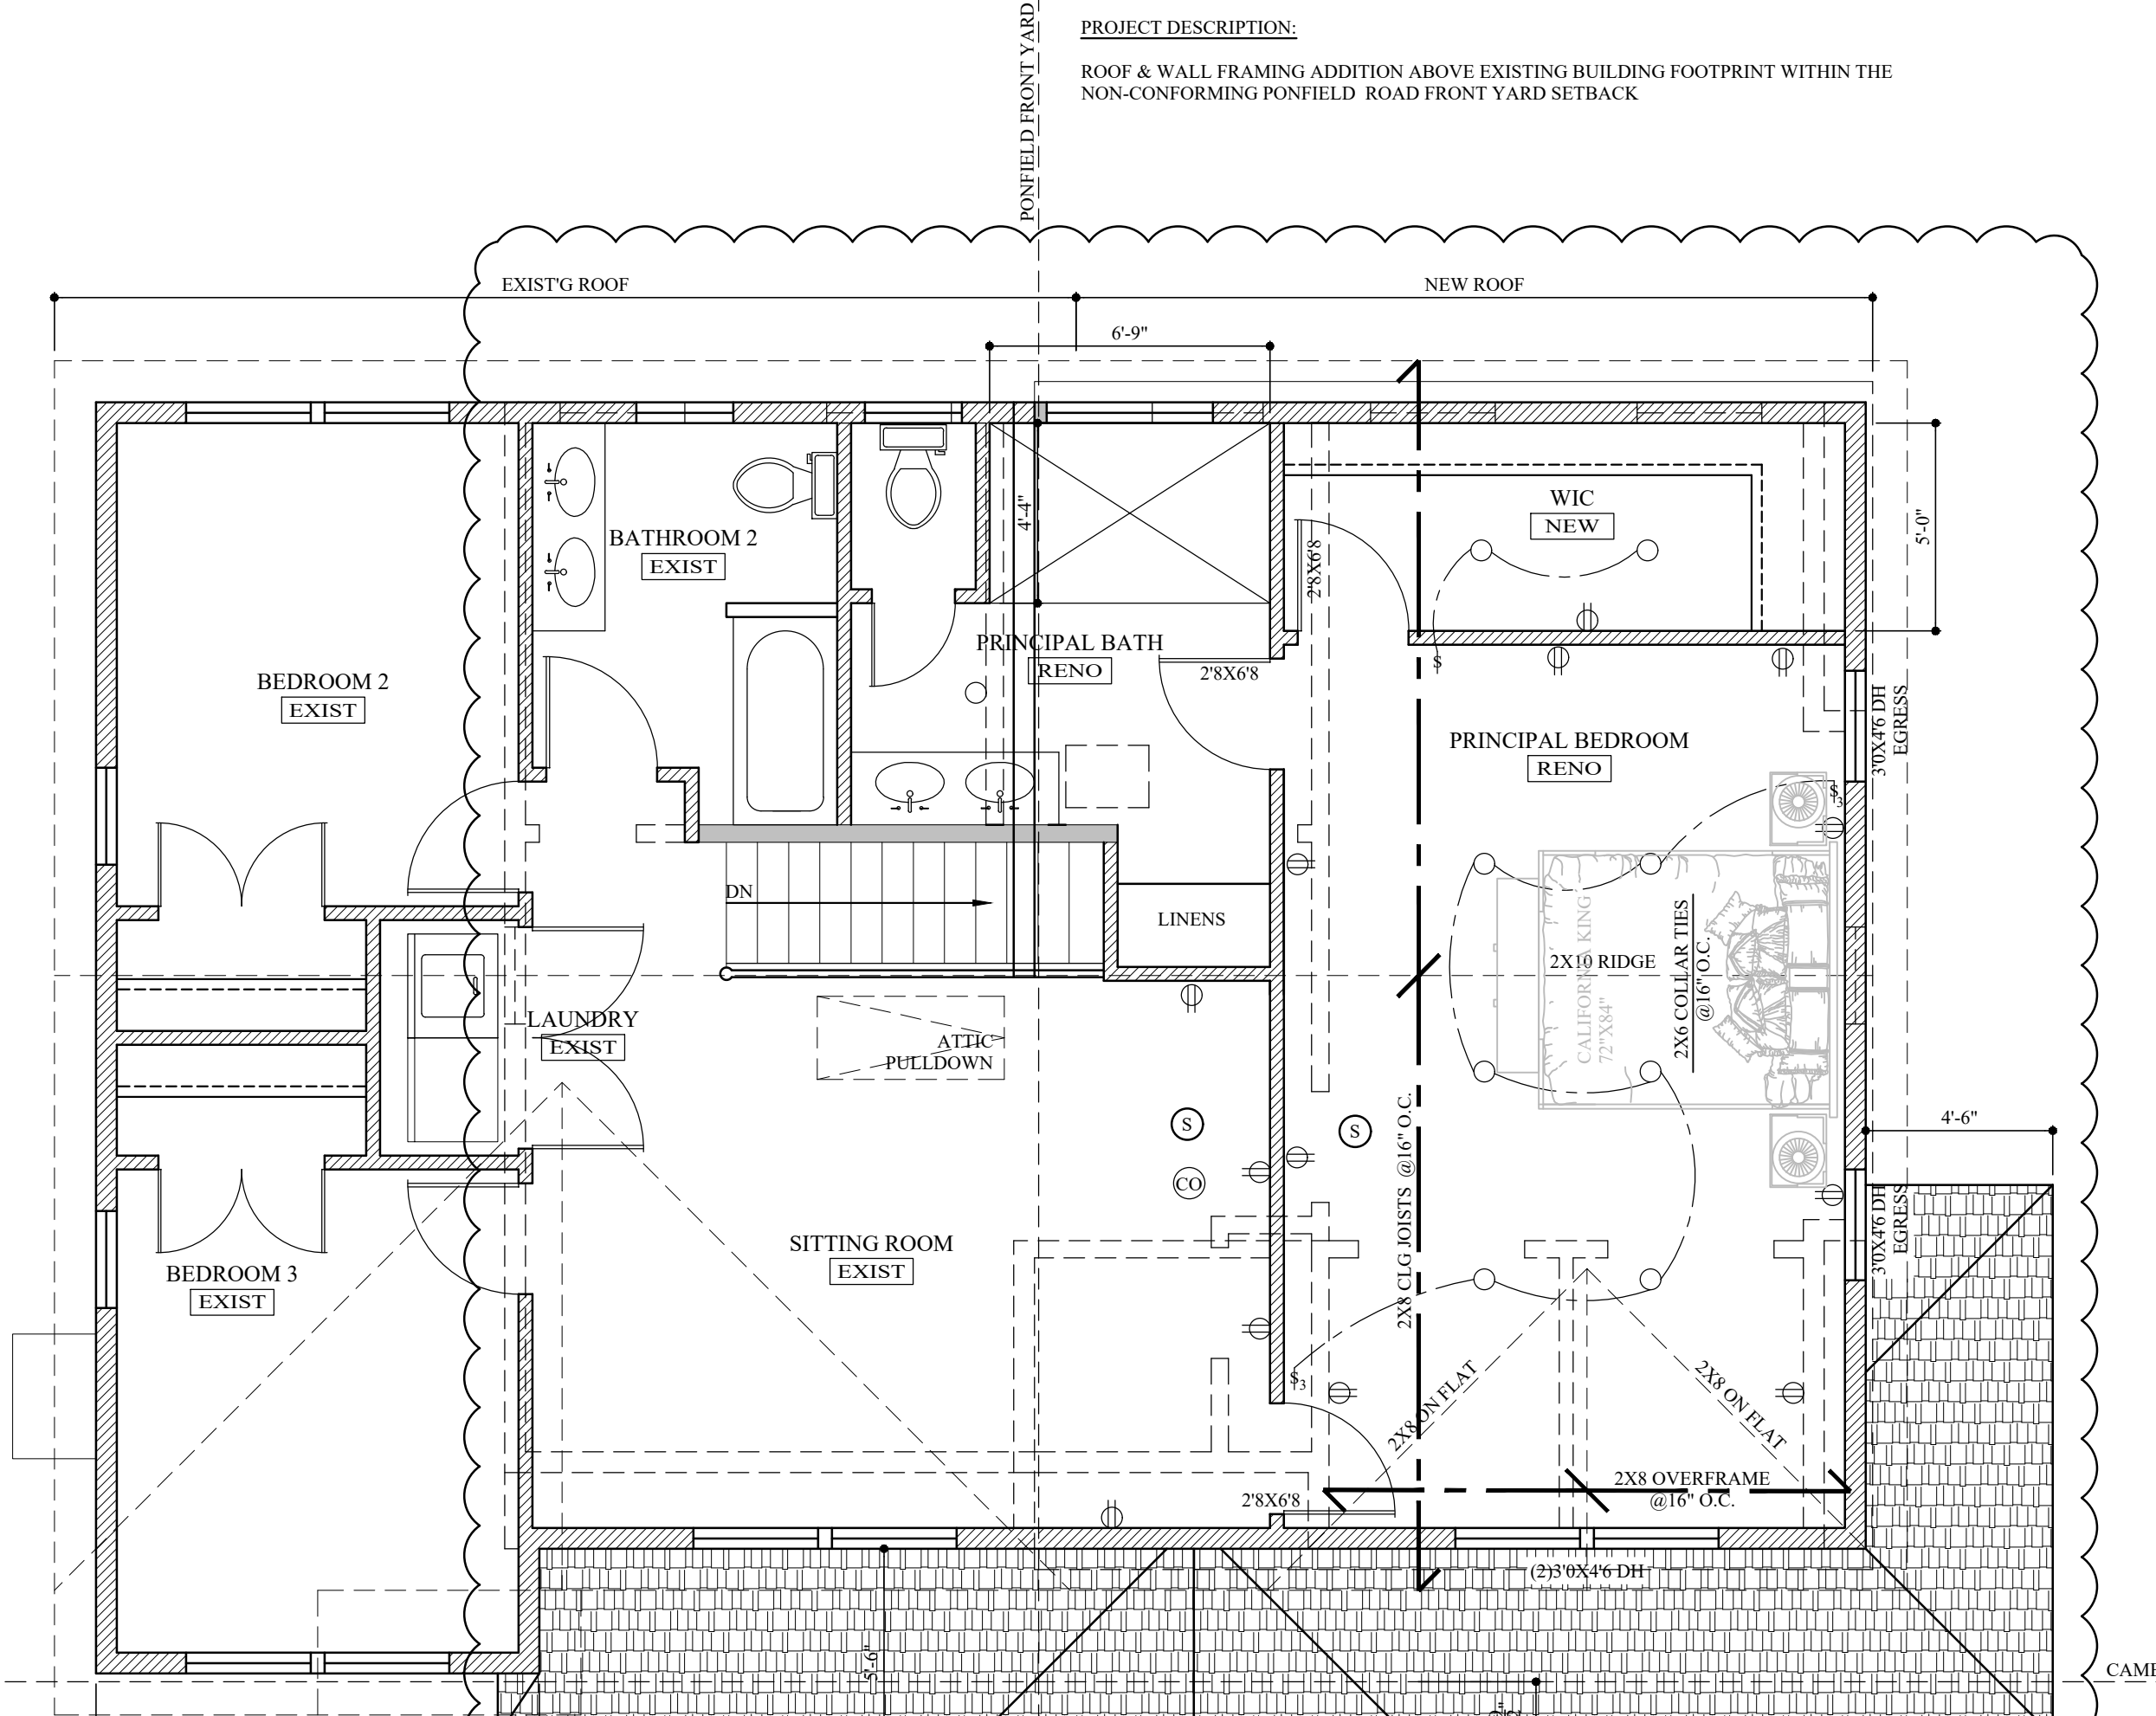 PONFIELD FRONT YARD
PROJECT DESCRIPTION:
ROOF & WALL FRAMING ADDITION ABOVE EXISTING BUILDING FOOTPRINT WITHIN THE
NON-CONFORMING PONFIELD ROAD FRONT YARD SETBACK
EXIST'G ROOF
NEW ROOF
6'-9"
4'-4"
WIC
NEW
5'-0"
2'8X6'8
BATHROOM 2
EXIST
PRINCIPAL BATH
RENO
2'8X6'8
$
BEDROOM 2
EXIST
PRINCIPAL BEDROOM
RENO
3'0X4'6 DH
EGRESS
$3
DN
LINENS
2X10 RIDGE
CALIFORNIA KING
72"X84"
2X6 COLLAR TIES
@16" O.C.
LAUNDRY
EXIST
ATTIC
PULLDOWN
S
S
CO
2X8 CLG JOISTS @16" O.C.
4'-6"
3'0X4'6 DH
EGRESS
SITTING ROOM
EXIST
BEDROOM 3
EXIST
$3
2X8 ON FLAT
2X8 ON FLAT
2X8 OVERFRAME
@16" O.C.
2'8X6'8
(2)3'0X4'6 DH
5'-6"
CAME